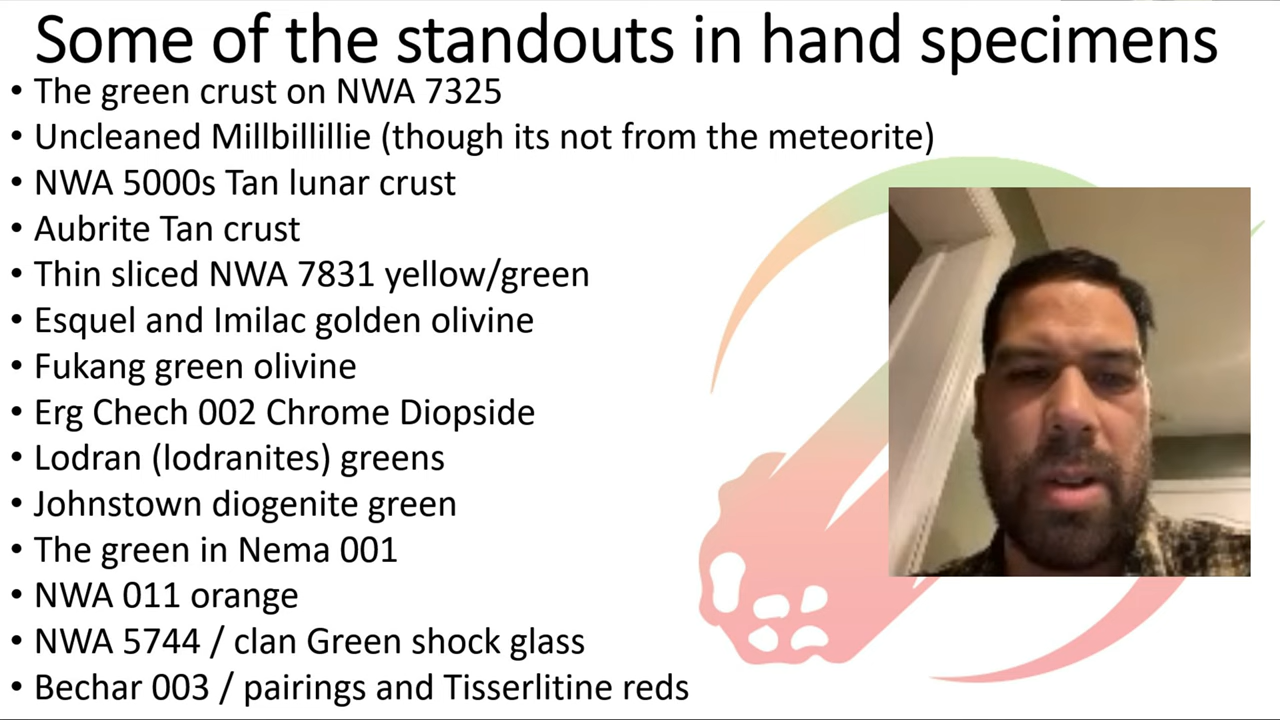 Some of the standouts in hand specimens
• The green crust on NWA 7325
• Uncleaned Millbillillie (though its not from the meteorite)
• NWA 5000s Tan lunar crust
• Aubrite Tan crust
• Thin sliced NWA 7831 yellow/green
• Esquel and Imilac golden olivine
• Fukang green olivine
• Erg Chech 002 Chrome Diopside
• Lodran (lodranites) greens
• Johnstown diogenite green
• The green in Nema 001
• NWA 011 orange
• NWA 5744 / clan Green shock glass
• Bechar 003 / pairings and Tisserlitine reds